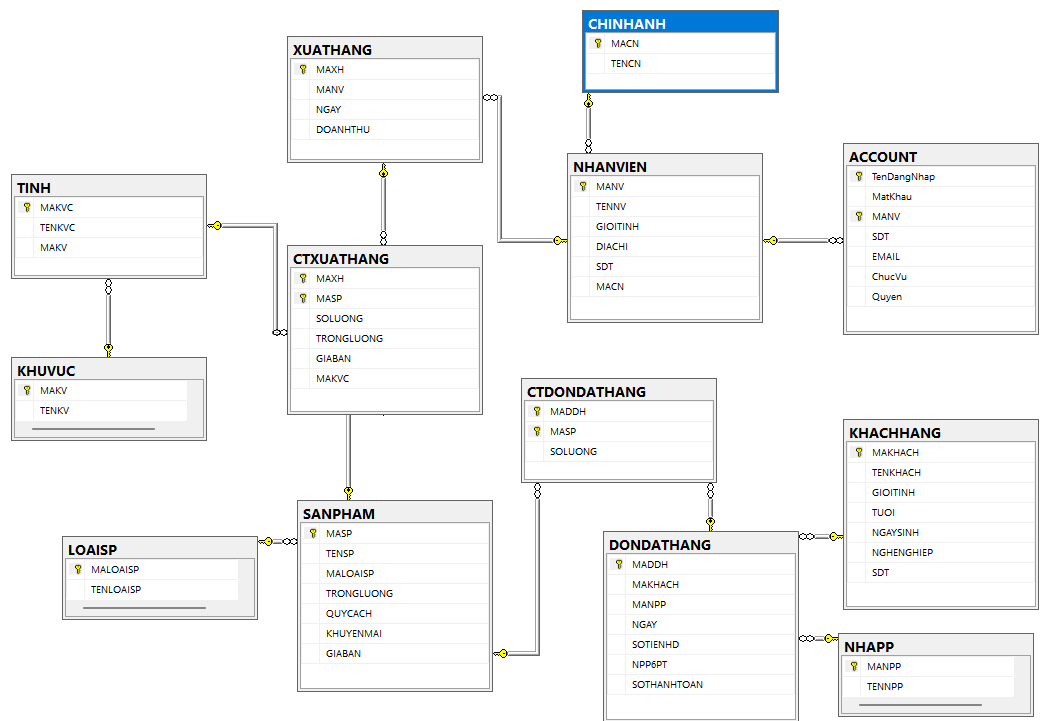 CHINHANH
MACN
TENCN
XUATHANG
MAXH
MANV
NGAY
DOANHTHU
NHANVIEN
MANV
TENNV
GIOITINH
DIACHI
SDT
MACN
ACCOUNT
TenDangNhap
MatKhau
MANV
SDT
EMAIL
ChucVu
Quyen
TINH
MAKVC
TENKVC
MAKV
CTXUATHANG
MAXH
MASP
SOLUONG
TRONGLUONG
GIABAN
MAKVC
KHUVUC
MAKV
TENKV
CTDONDATHANG
MADDH
MASP
SOLUONG
KHACHHANG
MAKHACH
TENKHACH
GIOITINH
TUOI
NGAYSINH
NGHENGHIEP
SDT
SANPHAM
MASP
TENSP
MALOAISP
TRONGLUONG
QUYCACH
KHUYENMAI
GIABAN
LOAISP
MALOAISP
TENLOAISP
DONDATHANG
MADDH
MAKHACH
MANPP
NGAY
SOTIENHD
NPP6PT
SOTHANHTOAN
NHAPP
MANPP
TENNPP